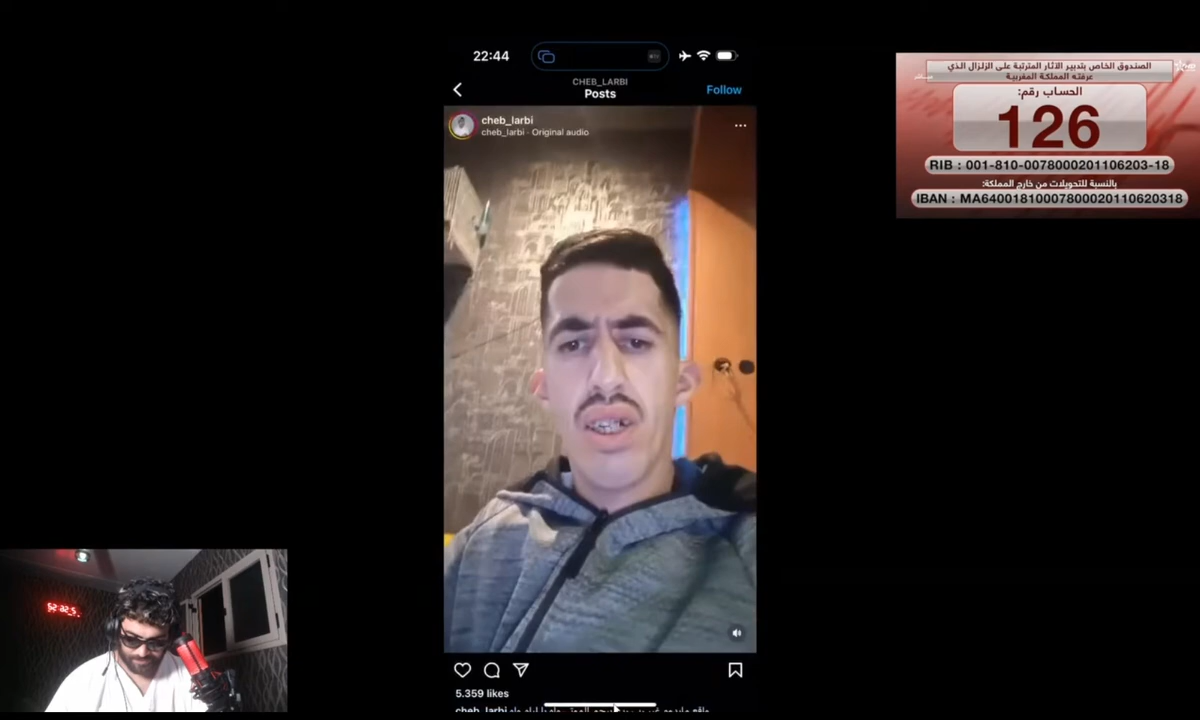 22:44
CHEB_LARBI
Posts
Follow
cheb_larbi
cheb_larbi · Original audio
5.359 likes
cheb_larbi
الصندوق الخاص بتدبير الآثار المترتبة على الزلزال الذي
عرفته المملكة المغربية
مباشر
الحساب رقم:
126
RIB : 001-810-0078000201106203-18
بالنسبة للتحويلات من خارج المملكة:
IBAN : MA64001810007800020110620318